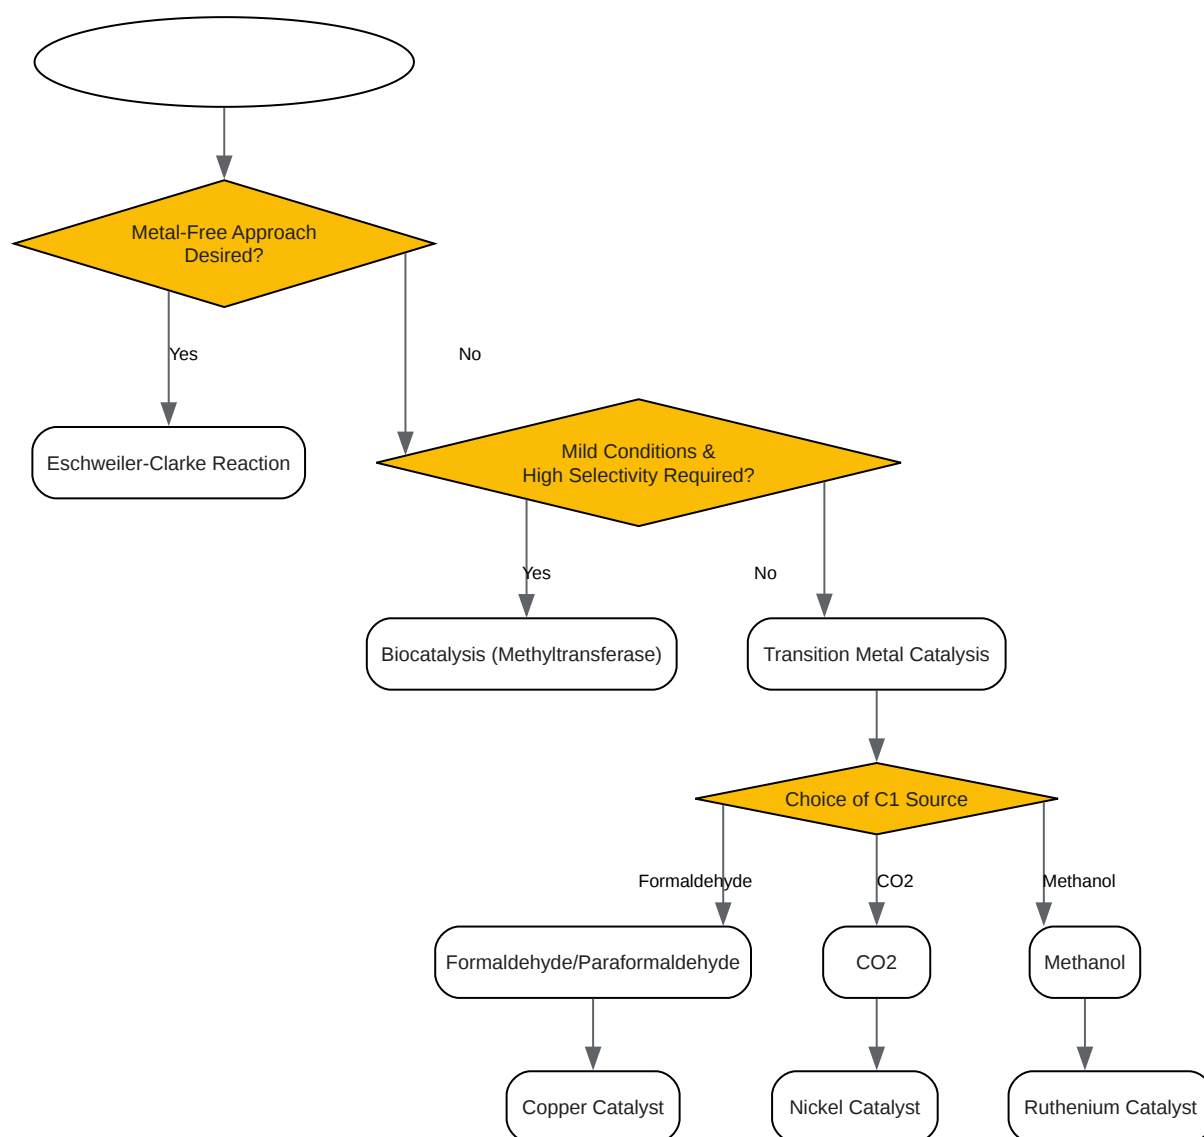 Metal-Free Approach
Desired?
Yes
No
Eschweiler-Clarke Reaction
Mild Conditions &
High Selectivity Required?
Yes
No
Biocatalysis (Methyltransferase)
Transition Metal Catalysis
Choice of C1 Source
Formaldehyde
CO2
Methanol
Formaldehyde/Paraformaldehyde
CO2
Methanol
Copper Catalyst
Nickel Catalyst
Ruthenium Catalyst